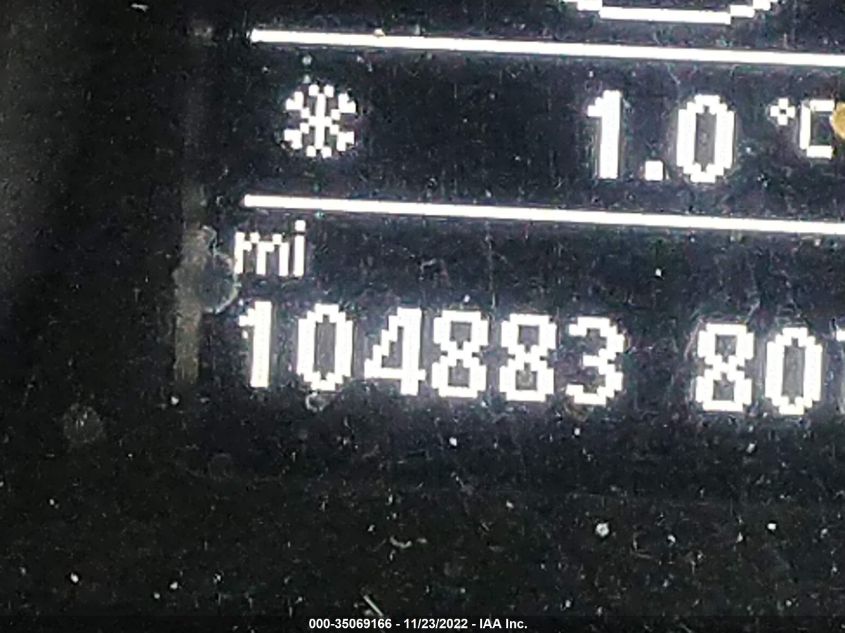 1.0 °C
mi
104883 80
000-35069166 - 11/23/2022 - IAA Inc.